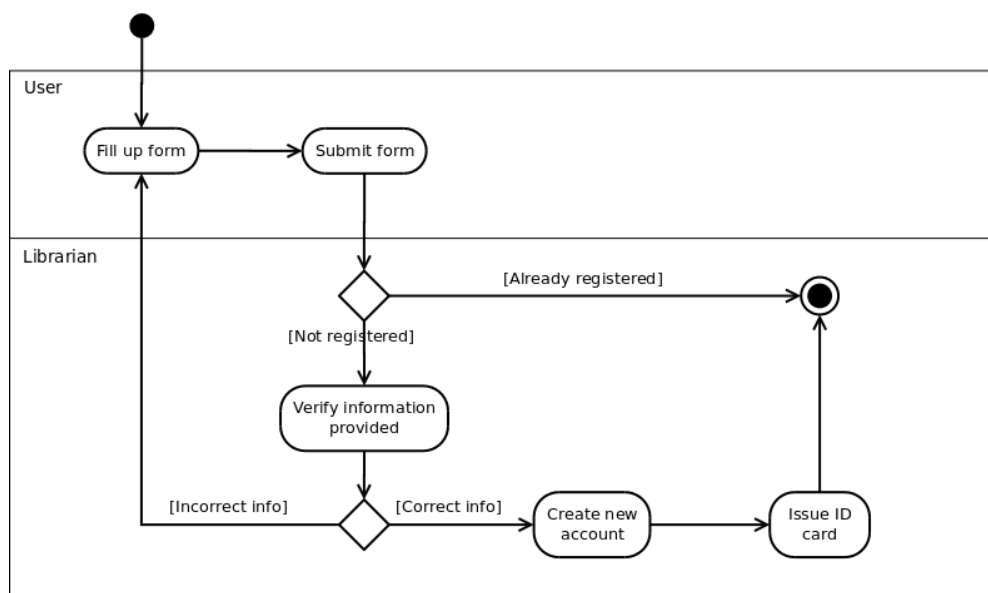 User
Fill up form
Submit form
Librarian
[Already registered]
[Not registered]
Verify information
provided
[Incorrect info]
[Correct info]
Create new
account
Issue ID
card